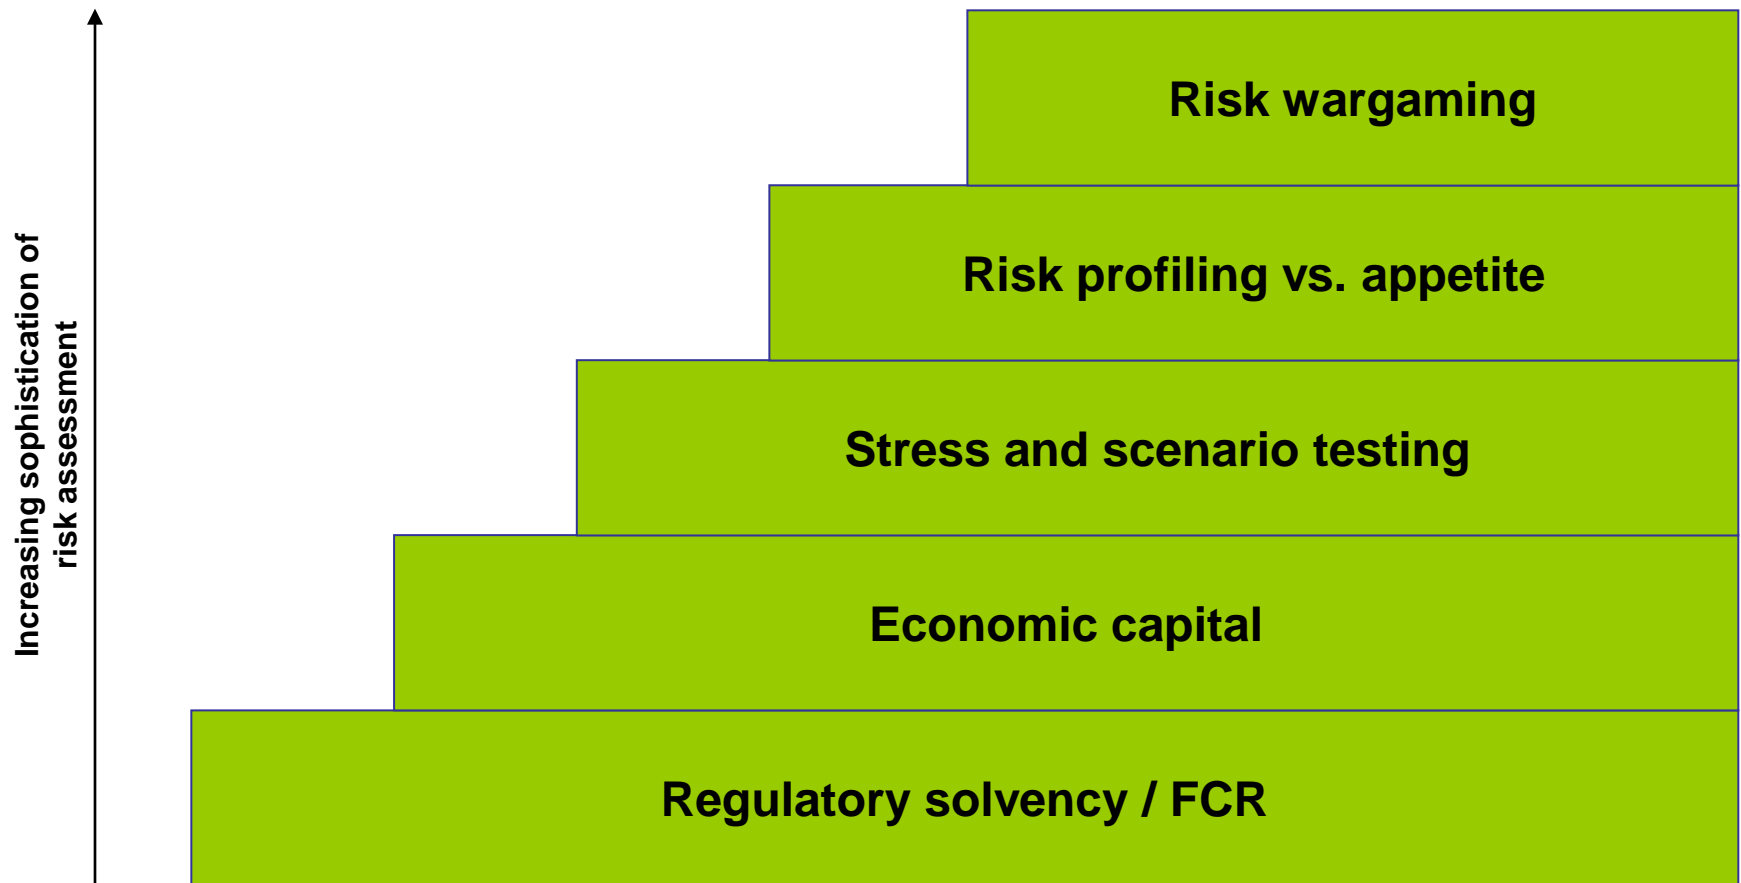 Risk wargaming
Risk profiling vs. appetite
Stress and scenario testing
Economic capital
Regulatory solvency / FCR
Increasing sophistication of
risk assessment